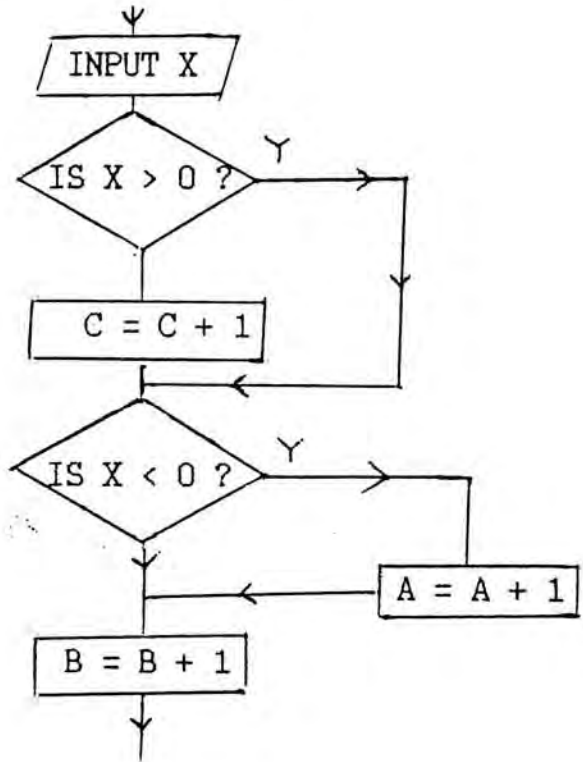 INPUT X
IS X > 0 ?
Y
C = C + 1
IS X < 0 ?
Y
A = A + 1
B = B + 1